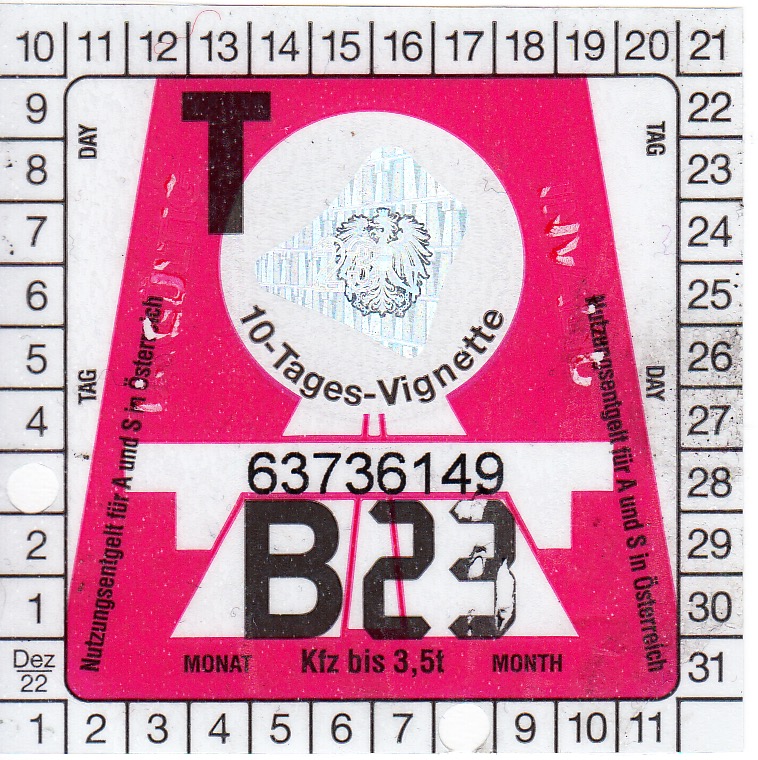 10 11 12 13 14 15 16 17 18 19 20 21
9 22
8 23
7 24
6 25
5 26
4 27
28
2 29
1 30
Dez 22 31
1 2 3 4 5 6 7 9 10 11
DAY
TAG
T
10-Tages-Vignette
TAG
DAY
Nutzungsentgelt für A und S in Österreich
Nutzungsentgelt für A und S in Österreich
63736149
B23
MONAT Kfz bis 3,5t MONTH